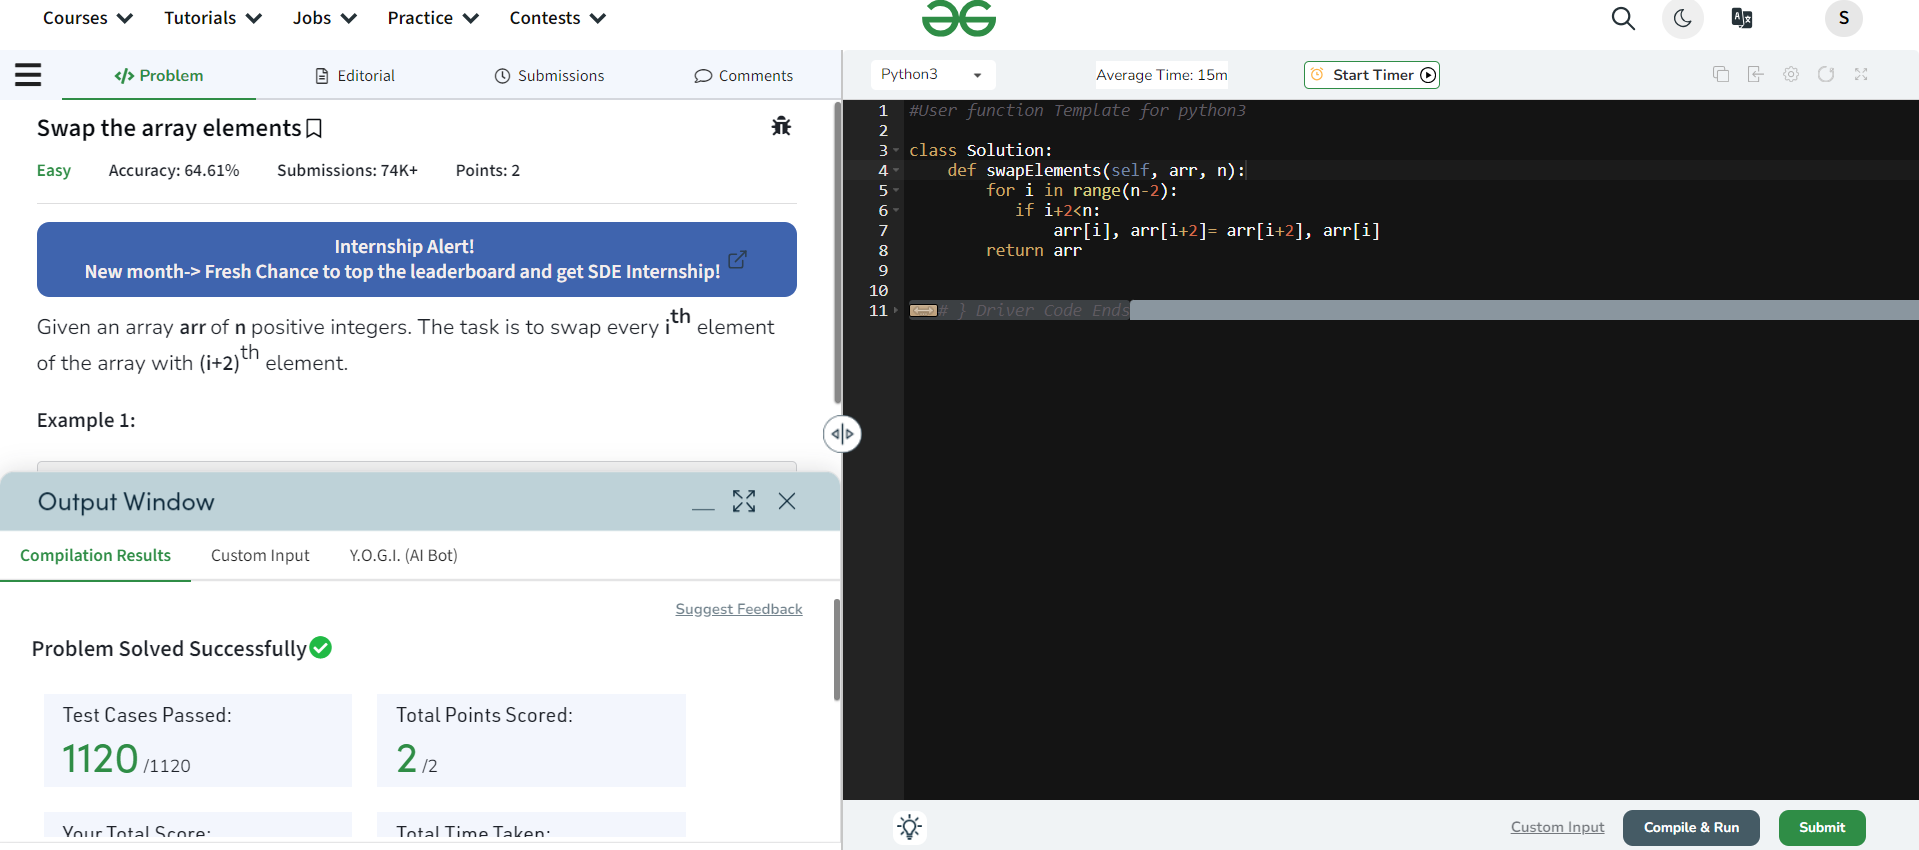 Courses Tutorials Jobs Practice Contests
S
Problem Editorial Submissions Comments
Swap the array elements
Easy Accuracy: 64.61% Submissions: 74K+ Points: 2
Internship Alert!
New month-> Fresh Chance to top the leaderboard and get SDE Internship!
Given an array arr of n positive integers. The task is to swap every ith element
of the array with (i+2)th element.
Example 1:
Output Window
Compilation Results Custom Input Y.O.G.I. (AI Bot)
Suggest Feedback
Problem Solved Successfully
Test Cases Passed: Total Points Scored:
1120 /1120 2 /2
Your Total Score: Total Time Taken:
Python3 Average Time: 15m Start Timer
1 #User function Template for python3
2
3 class Solution:
4     def swapElements(self, arr, n):
5         for i in range(n-2):
6            if i+2<n:
7                arr[i], arr[i+2]= arr[i+2], arr[i]
8         return arr
9
10
11 # } Driver Code Ends
Custom Input Compile & Run Submit